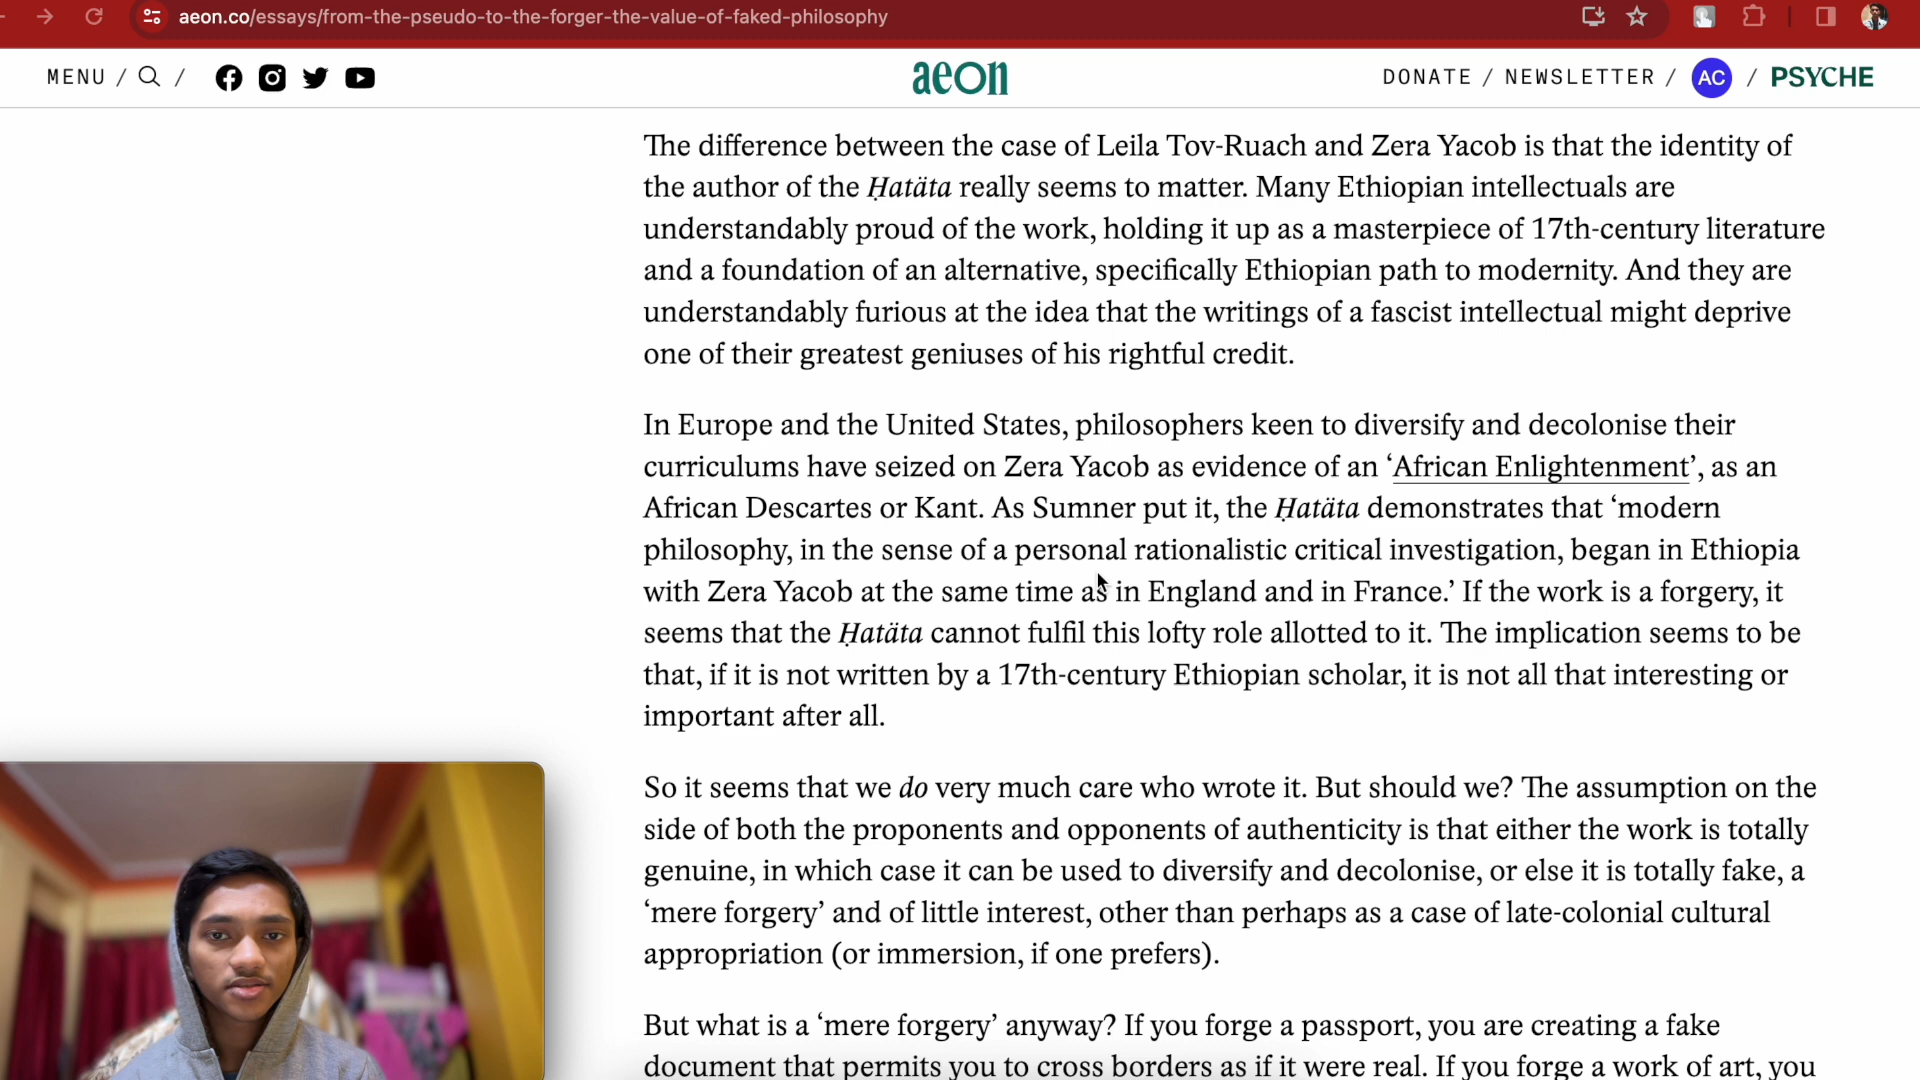 aeon.co/essays/from-the-pseudo-to-the-forger-the-value-of-faked-philosophy
MENU / /
aeon
DONATE / NEWSLETTER / AC / PSYCHE
The difference between the case of Leila Tov-Ruach and Zera Yacob is that the identity of
the author of the Ḥatäta really seems to matter. Many Ethiopian intellectuals are
understandably proud of the work, holding it up as a masterpiece of 17th-century literature
and a foundation of an alternative, specifically Ethiopian path to modernity. And they are
understandably furious at the idea that the writings of a fascist intellectual might deprive
one of their greatest geniuses of his rightful credit.
In Europe and the United States, philosophers keen to diversify and decolonise their
curriculums have seized on Zera Yacob as evidence of an ‘African Enlightenment’, as an
African Descartes or Kant. As Sumner put it, the Ḥatäta demonstrates that ‘modern
philosophy, in the sense of a personal rationalistic critical investigation, began in Ethiopia
with Zera Yacob at the same time as in England and in France.’ If the work is a forgery, it
seems that the Ḥatäta cannot fulfil this lofty role allotted to it. The implication seems to be
that, if it is not written by a 17th-century Ethiopian scholar, it is not all that interesting or
important after all.
So it seems that we do very much care who wrote it. But should we? The assumption on the
side of both the proponents and opponents of authenticity is that either the work is totally
genuine, in which case it can be used to diversify and decolonise, or else it is totally fake, a
‘mere forgery’ and of little interest, other than perhaps as a case of late-colonial cultural
appropriation (or immersion, if one prefers).
But what is a ‘mere forgery’ anyway? If you forge a passport, you are creating a fake
document that permits you to cross borders as if it were real. If you forge a work of art, you